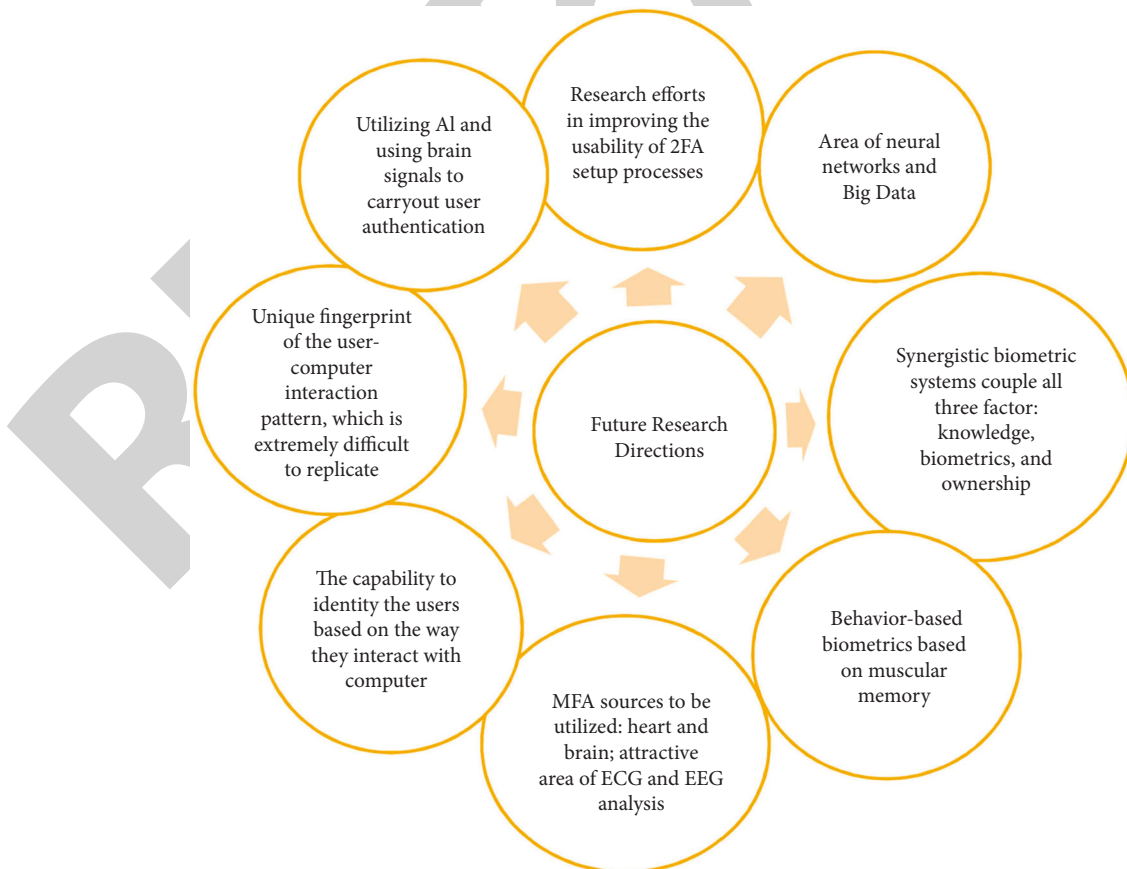 Research efforts
in improving the
usability of 2FA
setup processes
Area of neural
networks and
Big Data
Synergistic biometric
systems couple all
three factor:
knowledge,
biometrics, and
ownership
Behavior-based
biometrics based
on muscular
memory
MFA sources to be
utilized: heart and
brain; attractive
area of ECG and EEG
analysis
The capability to
identity the users
based on the way
they interact with
computer
Unique fingerprint
of the user-
computer
interaction
pattern, which is
extremely difficult
to replicate
Utilizing Al and
using brain
signals to
carryout user
authentication
Future Research
Directions